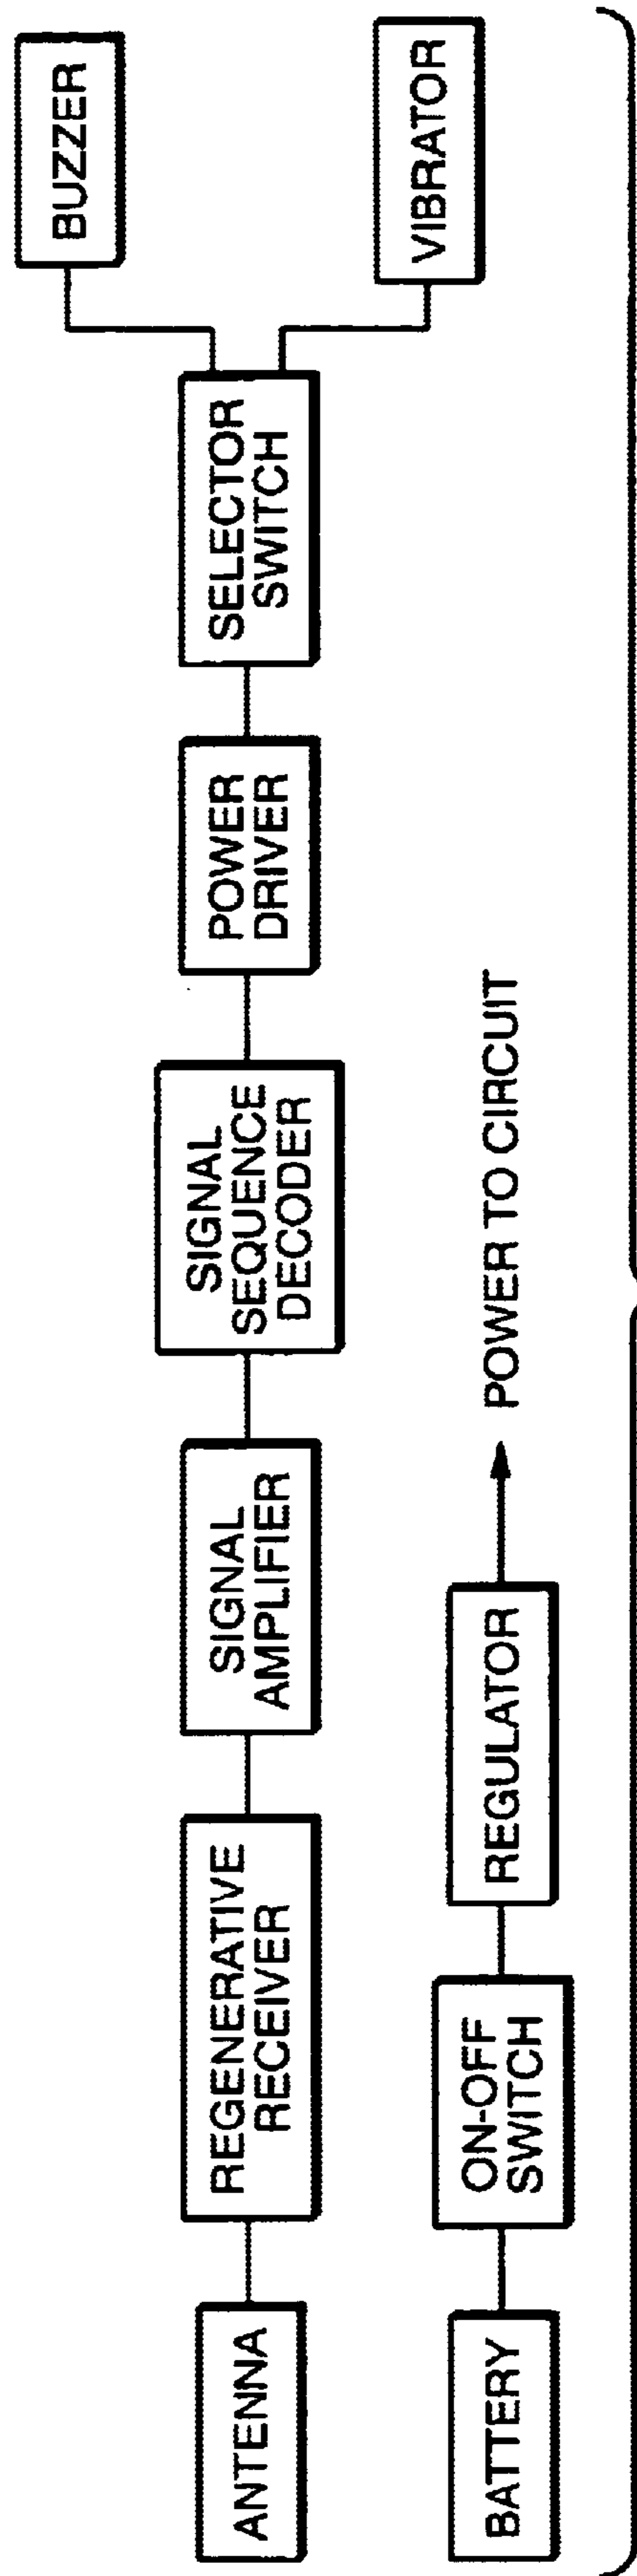 ANTENNA
REGENERATIVE
RECEIVER
SIGNAL
AMPLIFIER
SIGNAL
SEQUENCE
DECODER
POWER
DRIVER
SELECTOR
SWITCH
BUZZER
VIBRATOR
BATTERY
ON-OFF
SWITCH
REGULATOR
POWER TO CIRCUIT